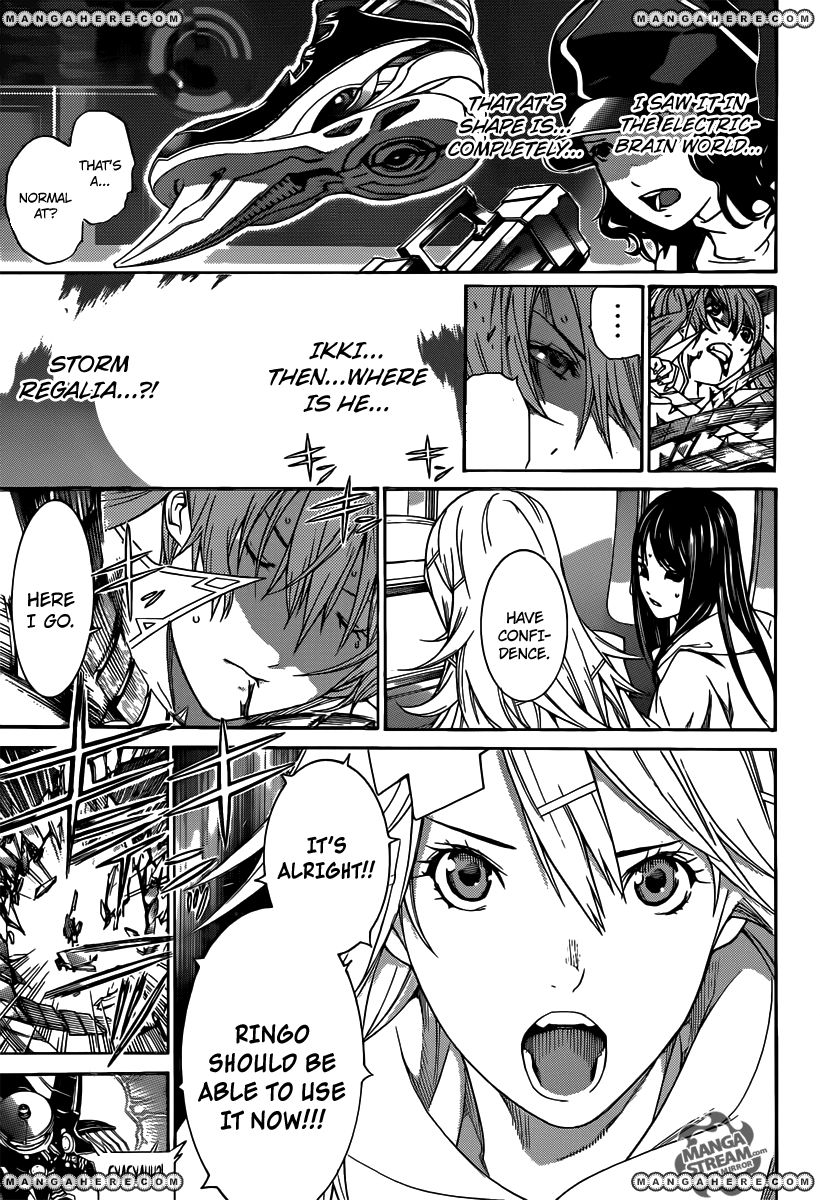 MANGAHERE.COM
MANGAHERE.COM
I SAW IT IN
THE ELECTRIC-
BRAIN WORLD...
THAT AT'S
SHAPE IS...
COMPLETELY...
THAT'S
A...
NORMAL
AT?
...
IKKI...
THEN...WHERE
IS HE...
STORM
REGALIA...?!
HAVE
CONFI-
DENCE.
HERE
I GO.
IT'S
ALRIGHT!!
RINGO
SHOULD BE
ABLE TO USE
IT NOW!!!
MANGA
STREAM.com
MIRROR
MANGAHERE.COM
MANGAHERE.COM